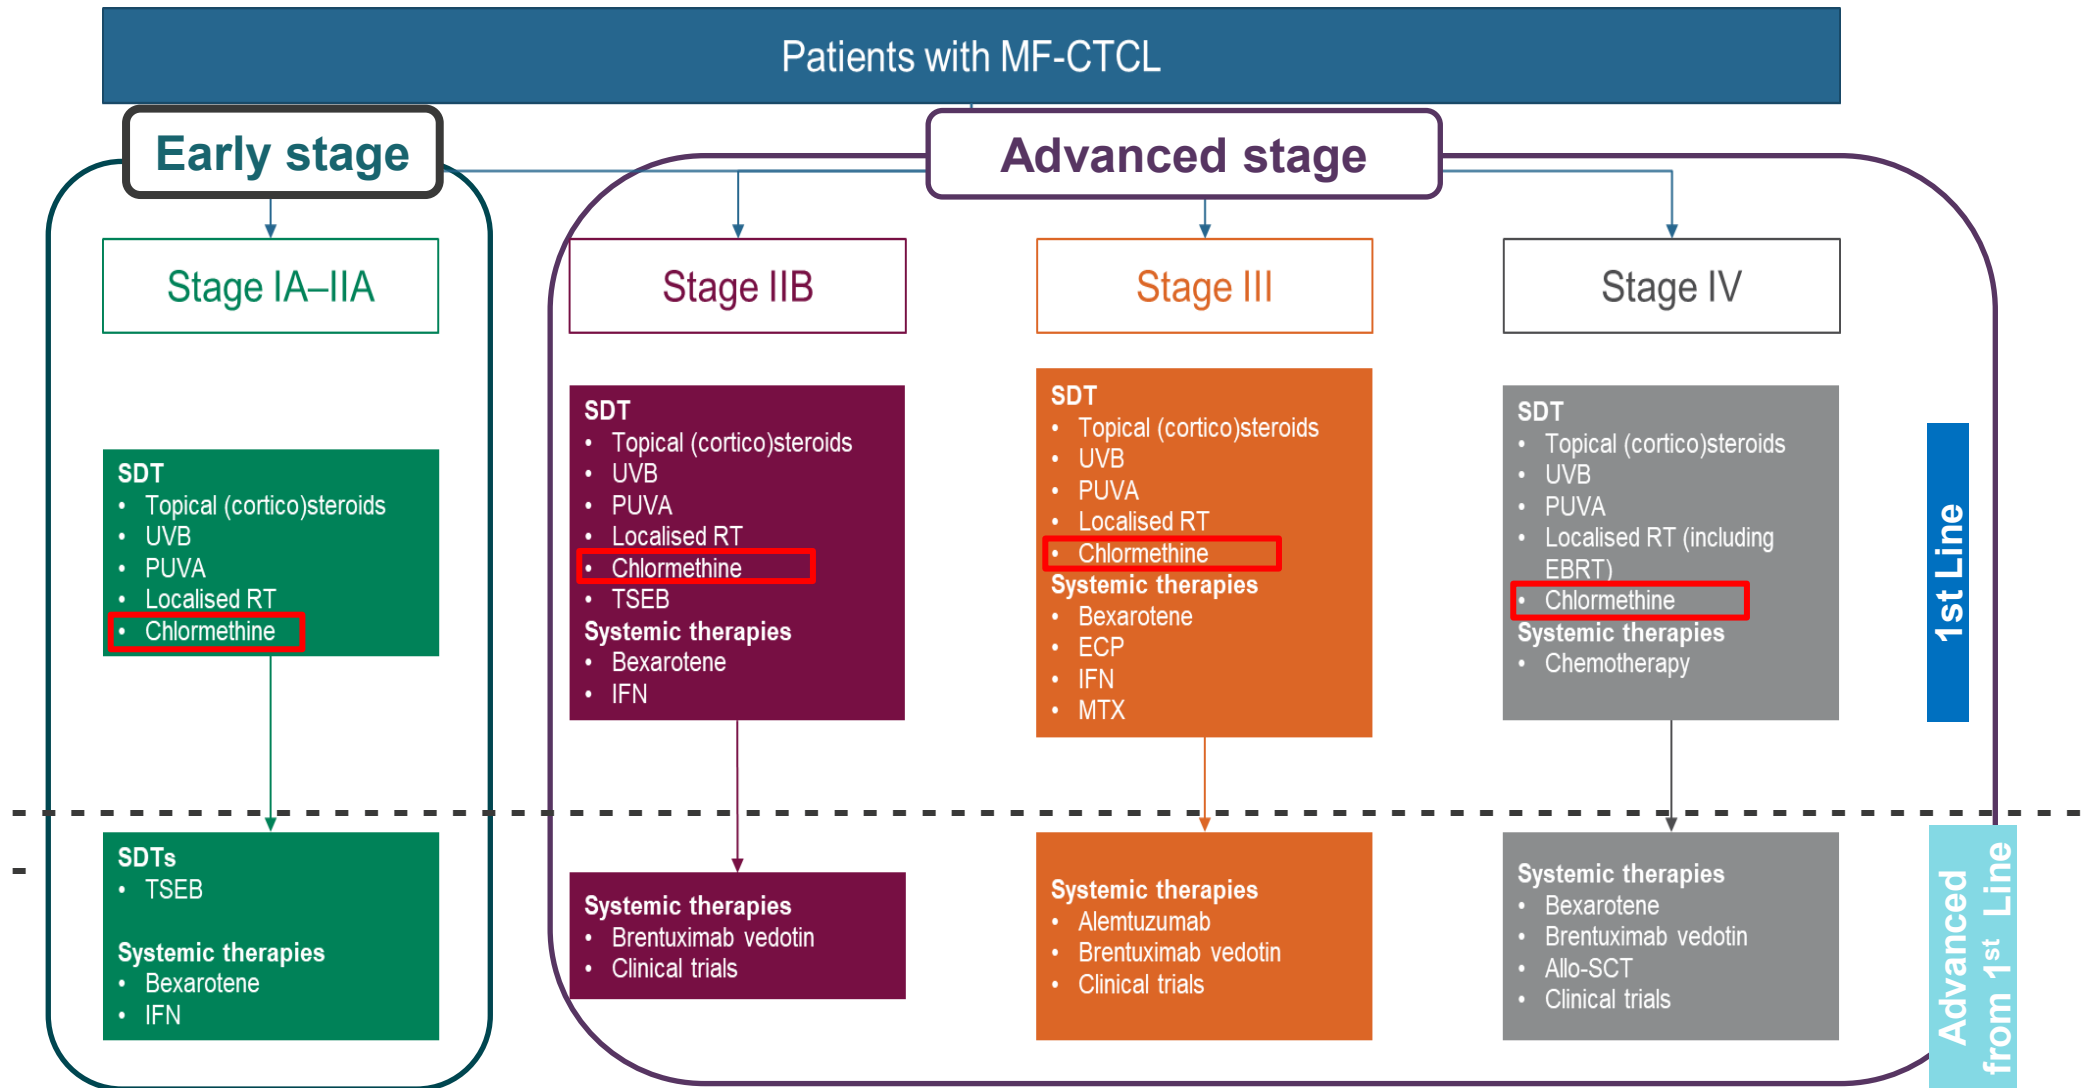 Patients with MF-CTCL
Early stage
Advanced stage
Stage IA–IIA
Stage IIB
Stage III
Stage IV
SDT
• Topical (cortico)steroids
• UVB
• PUVA
• Localised RT
• Chlormethine
SDT
• Topical (cortico)steroids
• UVB
• PUVA
• Localised RT
• Chlormethine
• TSEB
Systemic therapies
• Bexarotene
• IFN
SDT
• Topical (cortico)steroids
• UVB
• PUVA
• Localised RT
• Chlormethine
Systemic therapies
• Bexarotene
• ECP
• IFN
• MTX
SDT
• Topical (cortico)steroids
• UVB
• PUVA
• Localised RT (including
EBRT)
• Chlormethine
Systemic therapies
• Chemotherapy
1st Line
SDTs
• TSEB
Systemic therapies
• Bexarotene
• IFN
Systemic therapies
• Brentuximab vedotin
• Clinical trials
Systemic therapies
• Alemtuzumab
• Brentuximab vedotin
• Clinical trials
Systemic therapies
• Bexarotene
• Brentuximab vedotin
• Allo-SCT
• Clinical trials
Advanced
from 1st Line